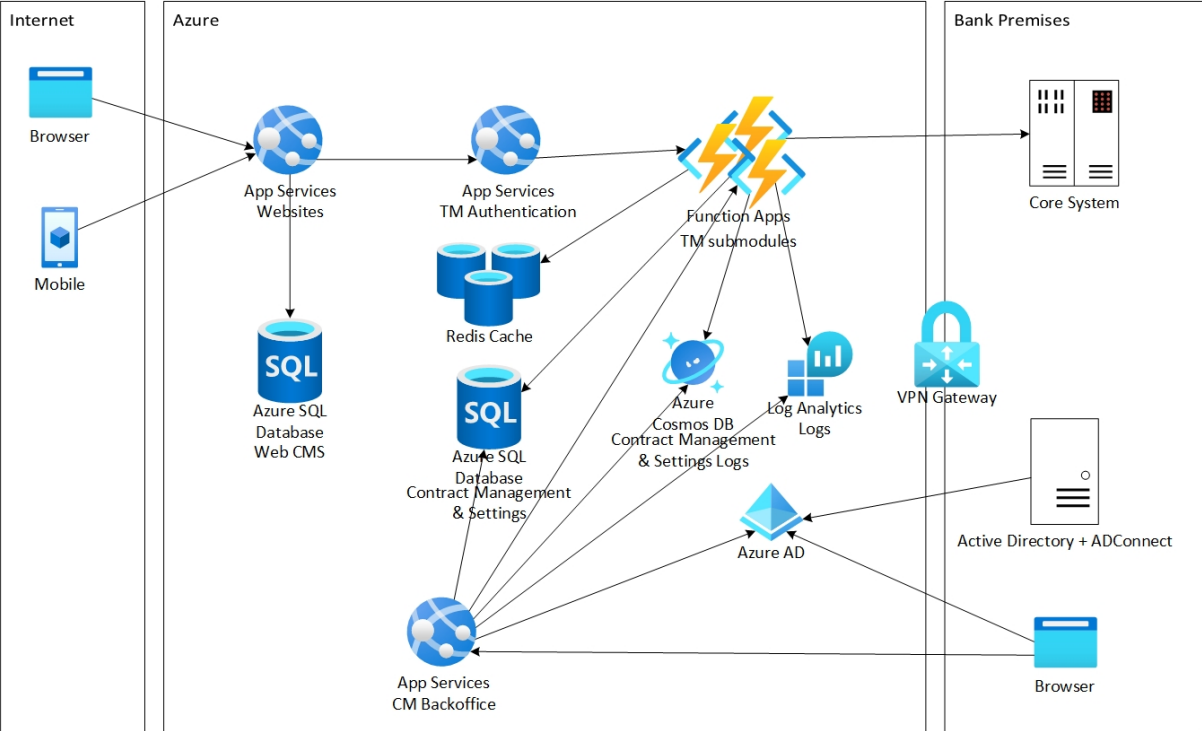 Internet
Azure
Bank Premises
Browser
Mobile
App Services
Websites
App Services
TM Authentication
Function Apps
TM submodules
Core System
Redis Cache
SQL
Azure SQL
Database
Web CMS
SQL
Azure SQL
Database
Contract Management
& Settings
Azure
Cosmos DB
Contract Management
& Settings Logs
Log Analytics
Logs
VPN Gateway
Azure AD
Active Directory + ADConnect
App Services
CM Backoffice
Browser